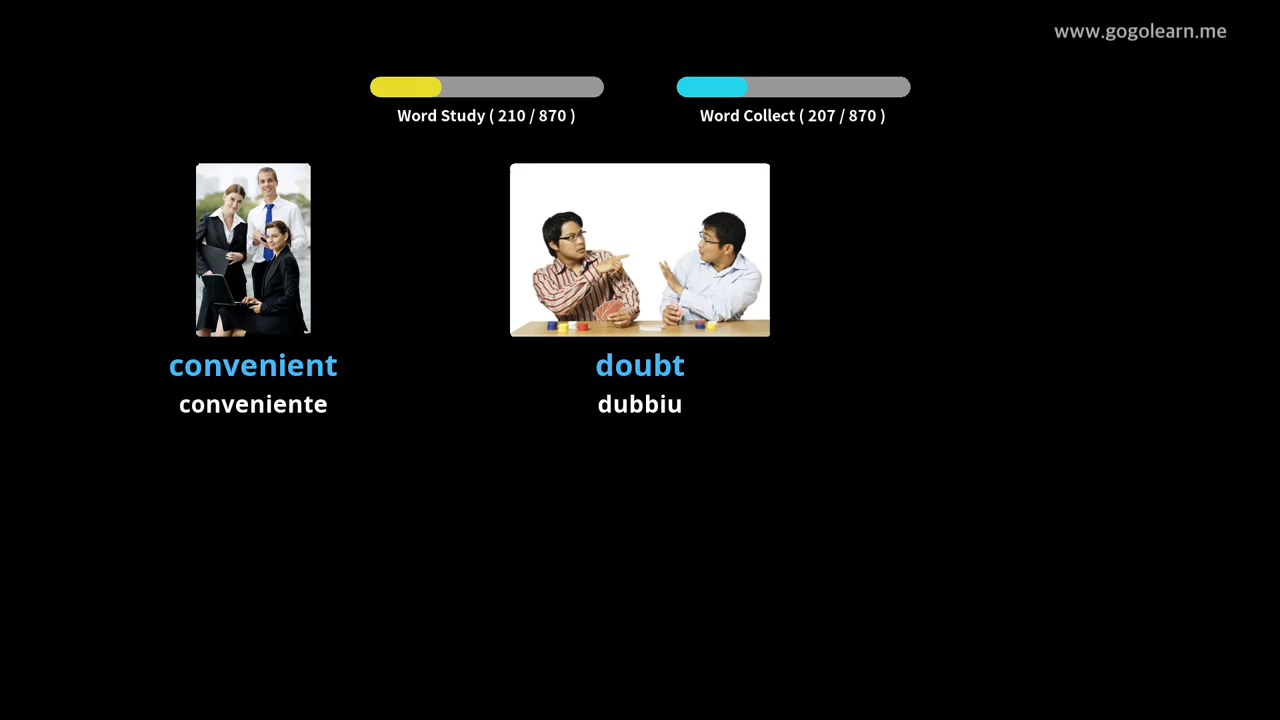 www.gogolearn.me
Word Study ( 210 / 870 )
Word Collect ( 207 / 870 )
convenient
conveniente
doubt
dubbiu